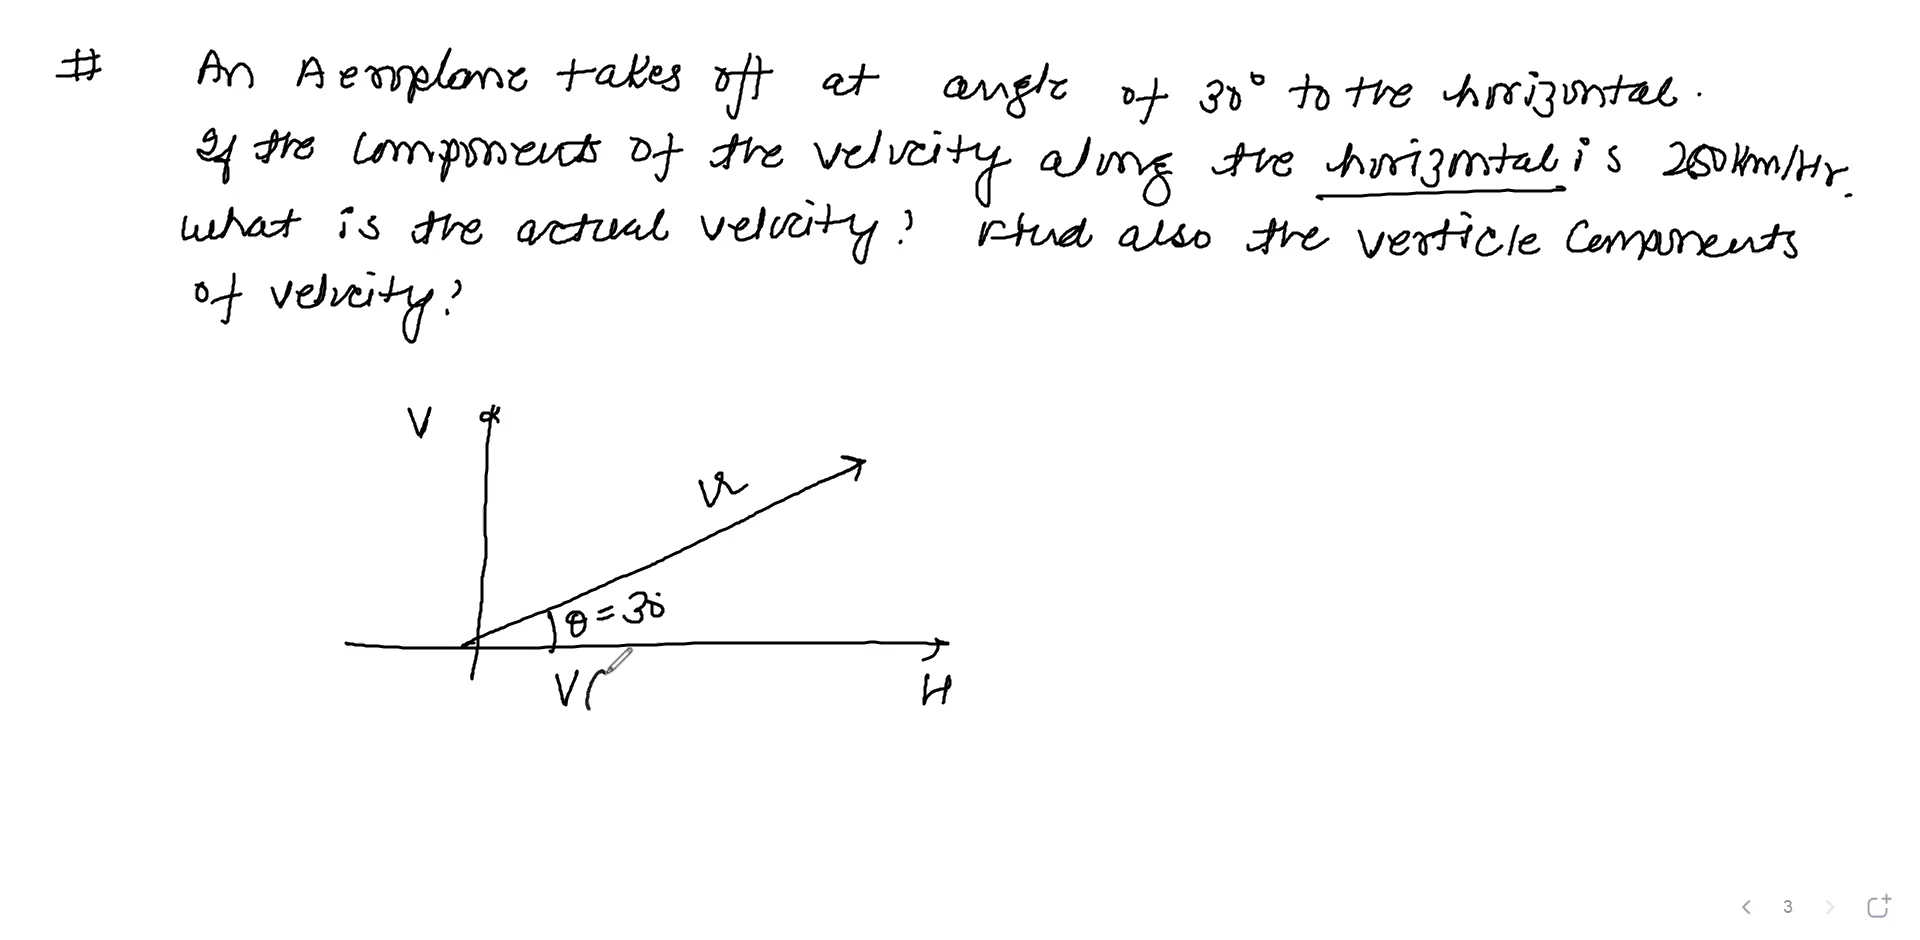 # An Aeroplane takes off at angle of 30° to the horizontal.
If the components of the velocity along the horizontal is 250 km/Hr.
what is the actual velocity? Find also the verticle components
of velocity?
V
v
θ = 30°
V(
H
3